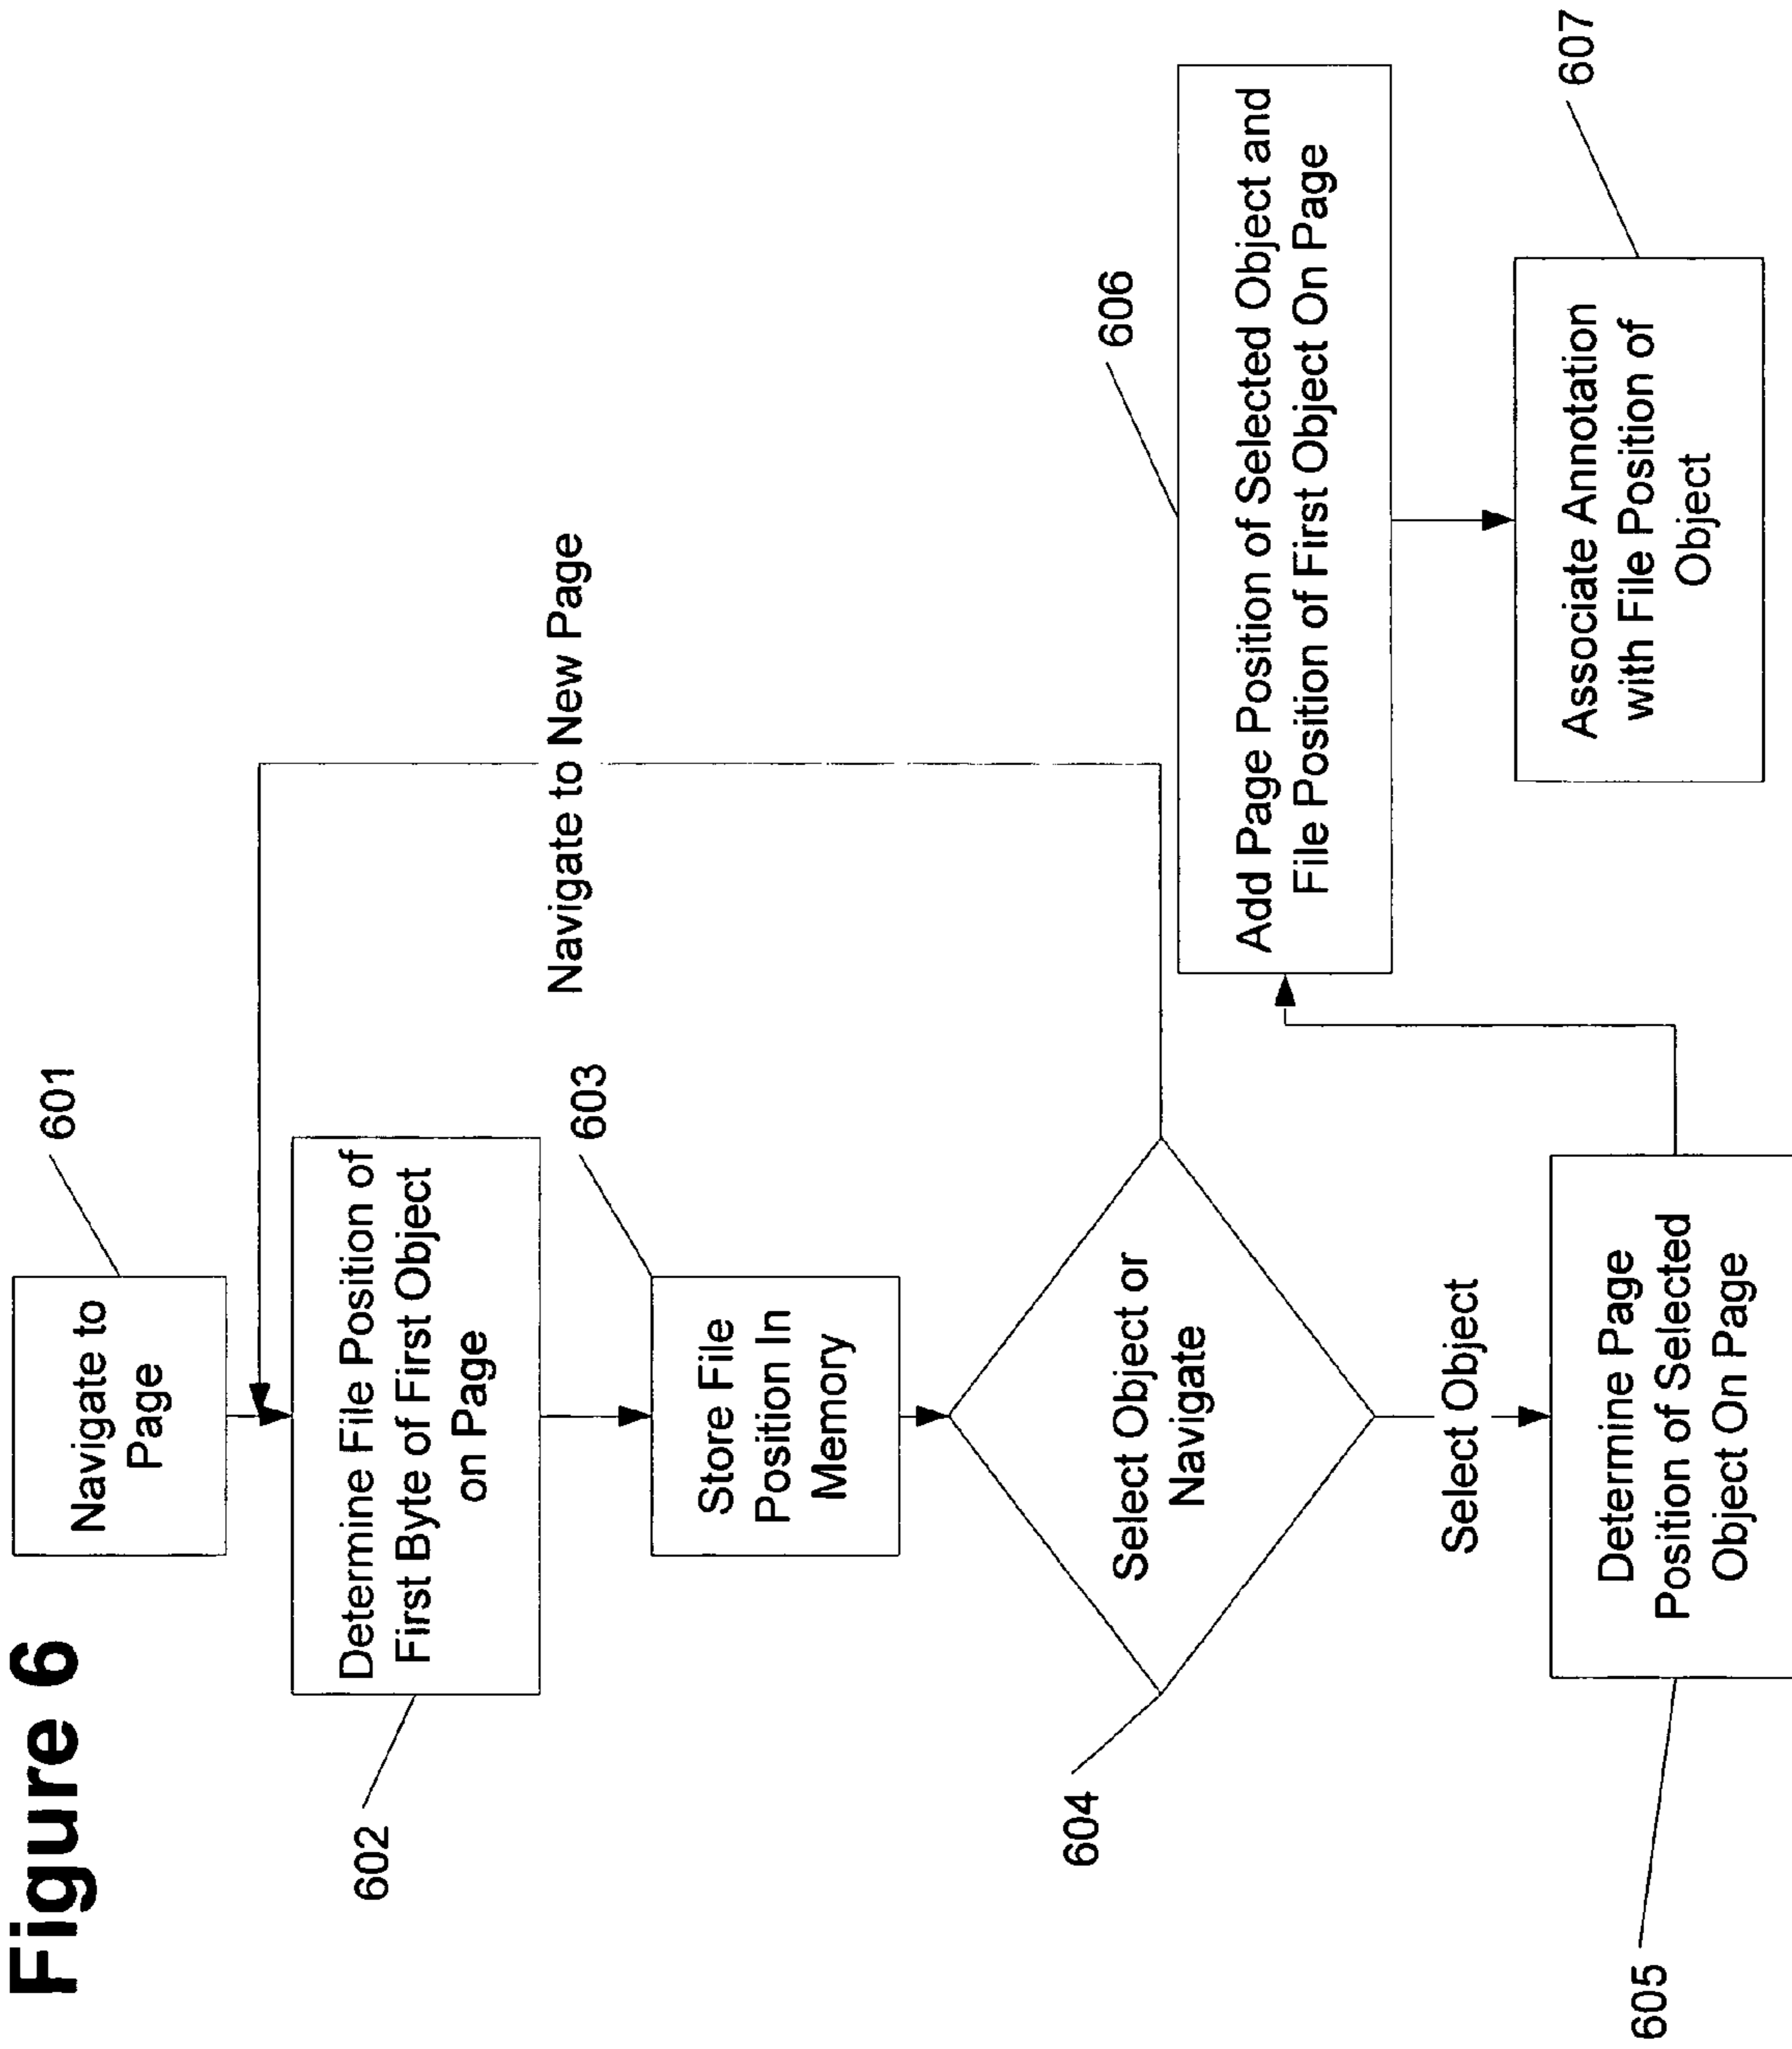 Figure 6
Navigate to
Page
601
Determine File Position of
First Byte of First Object
on Page
602
Store File
Position In
Memory
603
Navigate to New Page
Select Object or
Navigate
604
Select Object
Determine Page
Position of Selected
Object On Page
605
Add Page Position of Selected Object and
File Position of First Object On Page
606
Associate Annotation
with File Position of
Object
607